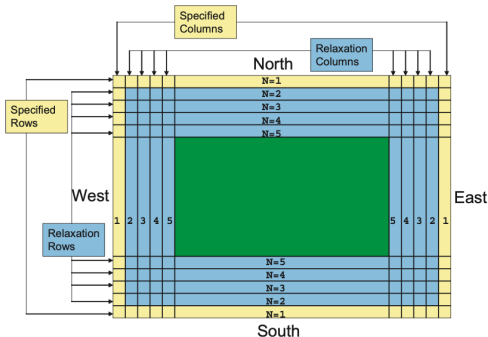 Specified
Columns
North
Relaxation
Columns
N=1
N=2
N=3
N=4
N=5
Specified
Rows
West
East
1 2 3 4 5
5 4 3 2 1
Relaxation
Rows
N=5
N=4
N=3
N=2
N=1
South